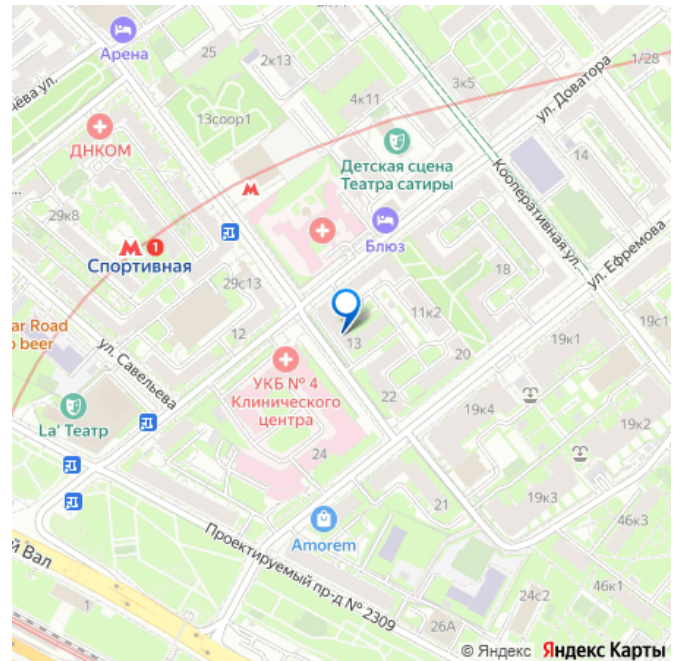 2к11
Арена
25
2к13
3к5
1/28
ул. Доватора
4к11
13соор1
ДНКОМ
Детская сцена
Театра сатиры
14
Кооперативная ул.
29к8
М 1
Спортивная
Блюз
18
ул. Ефремова
29с13
11к2
19к1
19с1
12
13
20
ул. Савельева
УКБ № 4
Клинического
центра
22
19к4
19к2
La' Театр
24
19к3
21
46к3
Amorem
Проектируемый пр-д № 2309
46к1
24с2
1
26А
© Яндекс Яндекс Карты